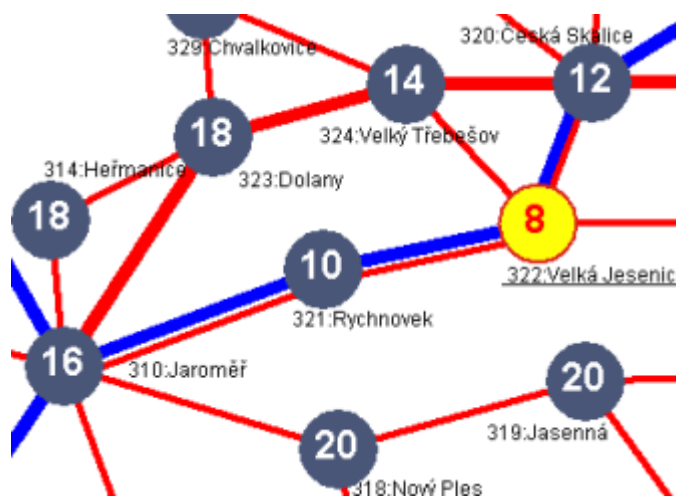 320:Česká Skalice
329:Chvalkovice
14
12
18
324:Velký Třebešov
314:Heřmanice
323:Dolany
18
8
10
322:Velká Jesenic
321:Rychnovek
16
310:Jaroměř
20
319:Jasenná
20
318:Nový Ples